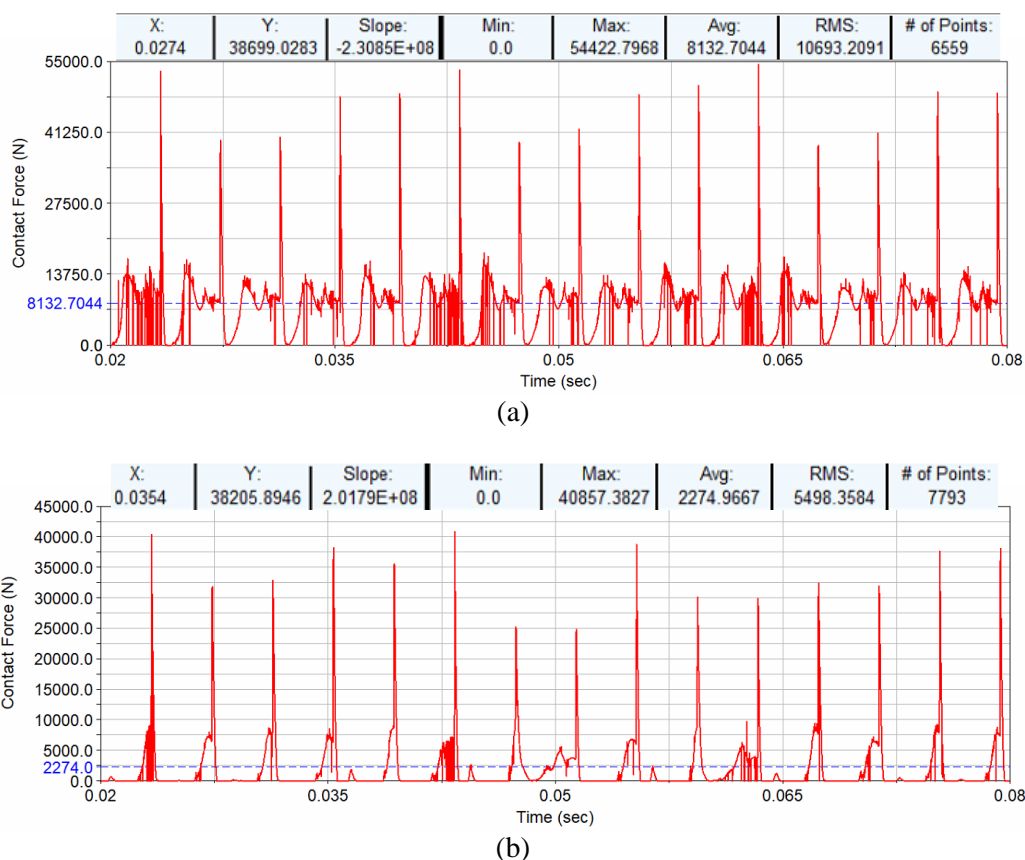 X: Y: Slope: Min: Max: Avg: RMS: # of Points:
0.0274 38699.0283 -2.3085E+08 0.0 54422.7968 8132.7044 10693.2091 6559
55000.0
41250.0
27500.0
13750.0
8132.7044
0.0
Contact Force (N)
0.02 0.035 0.05 0.065 0.08
Time (sec)
(a)
X: Y: Slope: Min: Max: Avg: RMS: # of Points:
0.0354 38205.8946 2.0179E+08 0.0 40857.3827 2274.9667 5498.3584 7793
45000.0
40000.0
35000.0
30000.0
25000.0
20000.0
15000.0
10000.0
5000.0
2274.0
0.0
Contact Force (N)
0.02 0.035 0.05 0.065 0.08
Time (sec)
(b)